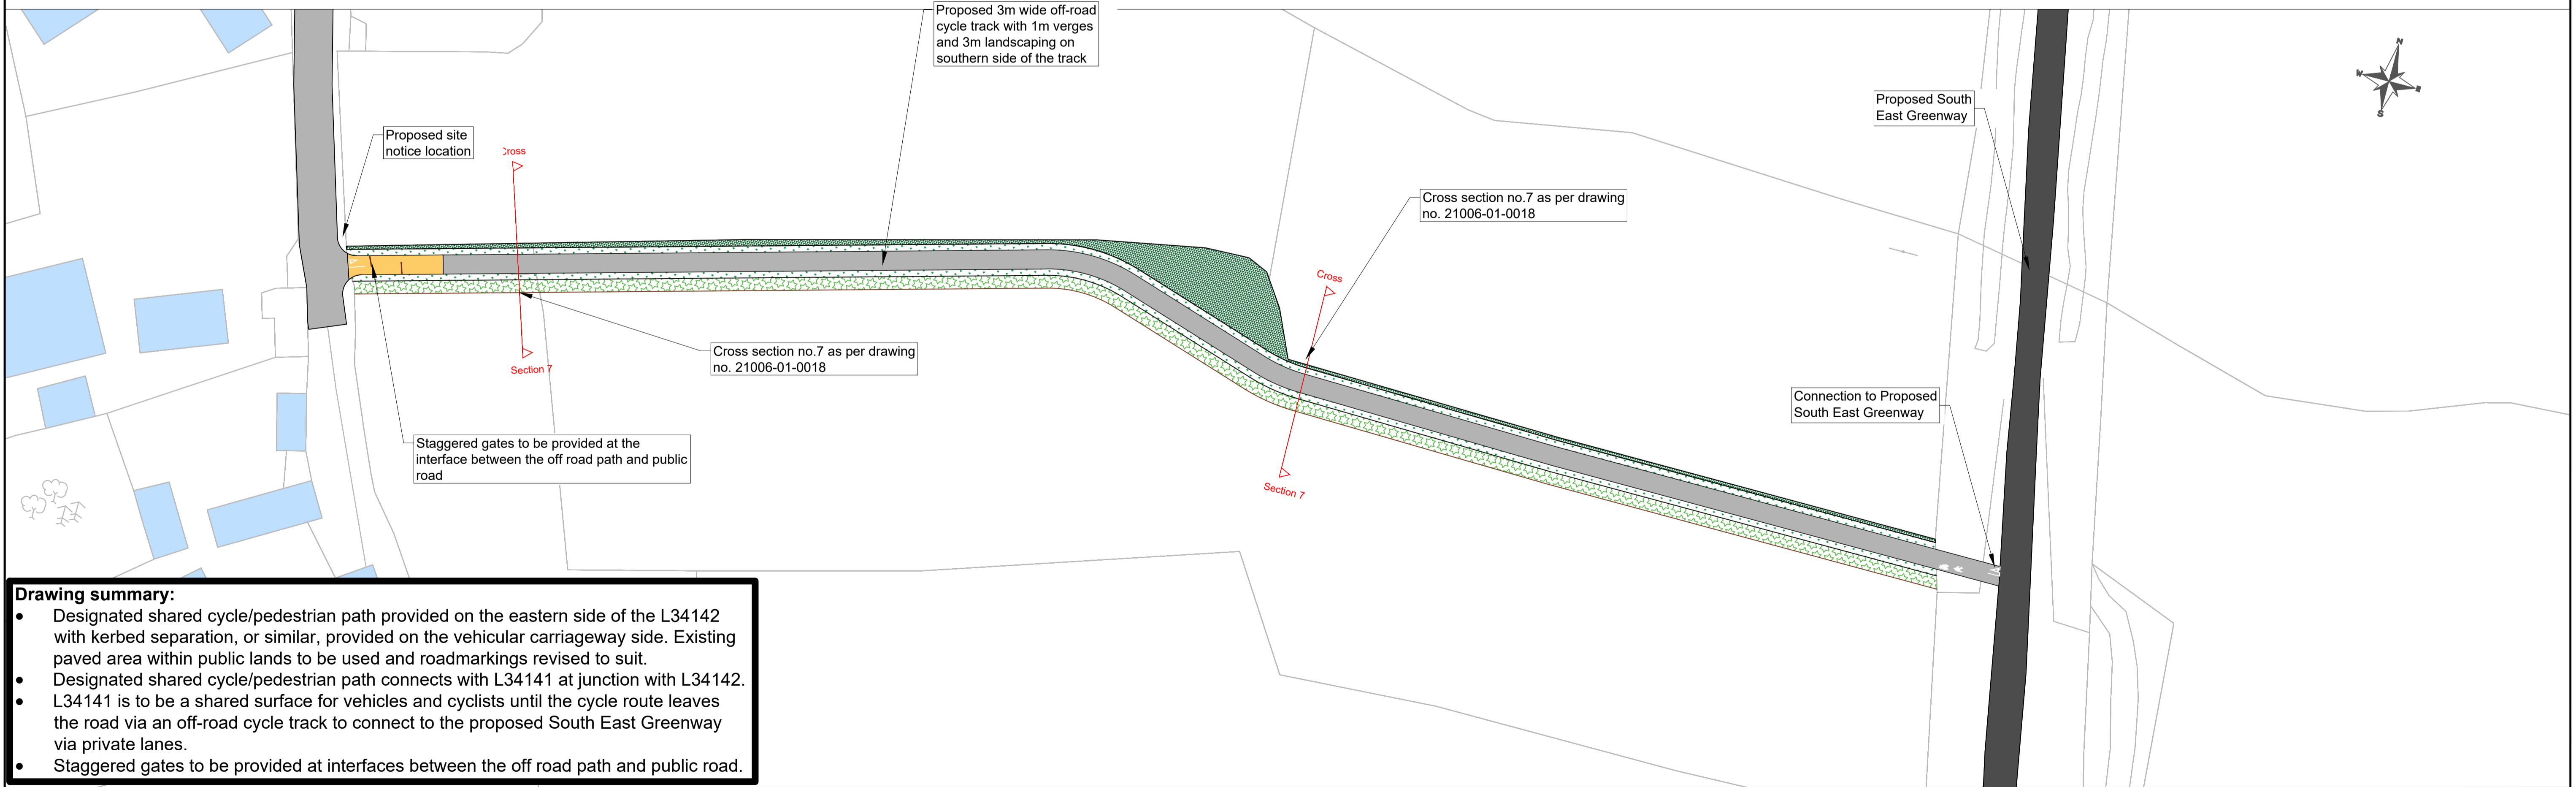 Proposed 3m wide off-road
cycle track with 1m verges
and 3m landscaping on
southern side of the track
N
W
E
S
Proposed South
East Greenway
Proposed site
notice location
Cross
Cross section no.7 as per drawing
no. 21006-01-0018
Cross
Cross section no.7 as per drawing
no. 21006-01-0018
Section 7
Connection to Proposed
South East Greenway
Staggered gates to be provided at the
interface between the off road path and public
road
Section 7
Drawing summary:
• Designated shared cycle/pedestrian path provided on the eastern side of the L34142
with kerbed separation, or similar, provided on the vehicular carriageway side. Existing
paved area within public lands to be used and roadmarkings revised to suit.
• Designated shared cycle/pedestrian path connects with L34141 at junction with L34142.
• L34141 is to be a shared surface for vehicles and cyclists until the cycle route leaves
the road via an off-road cycle track to connect to the proposed South East Greenway
via private lanes.
• Staggered gates to be provided at interfaces between the off road path and public road.